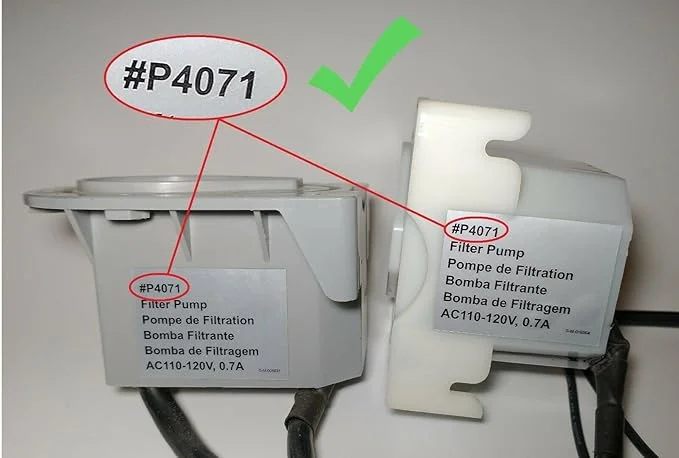 #P4071
#P4071
Filter Pump
Pompe de Filtration
Bomba Filtrante
Bomba de Filtragem
AC110-120V, 0.7A
#P4071
Filter Pump
Pompe de Filtration
Bomba Filtrante
Bomba de Filtragem
AC110-120V, 0.7A